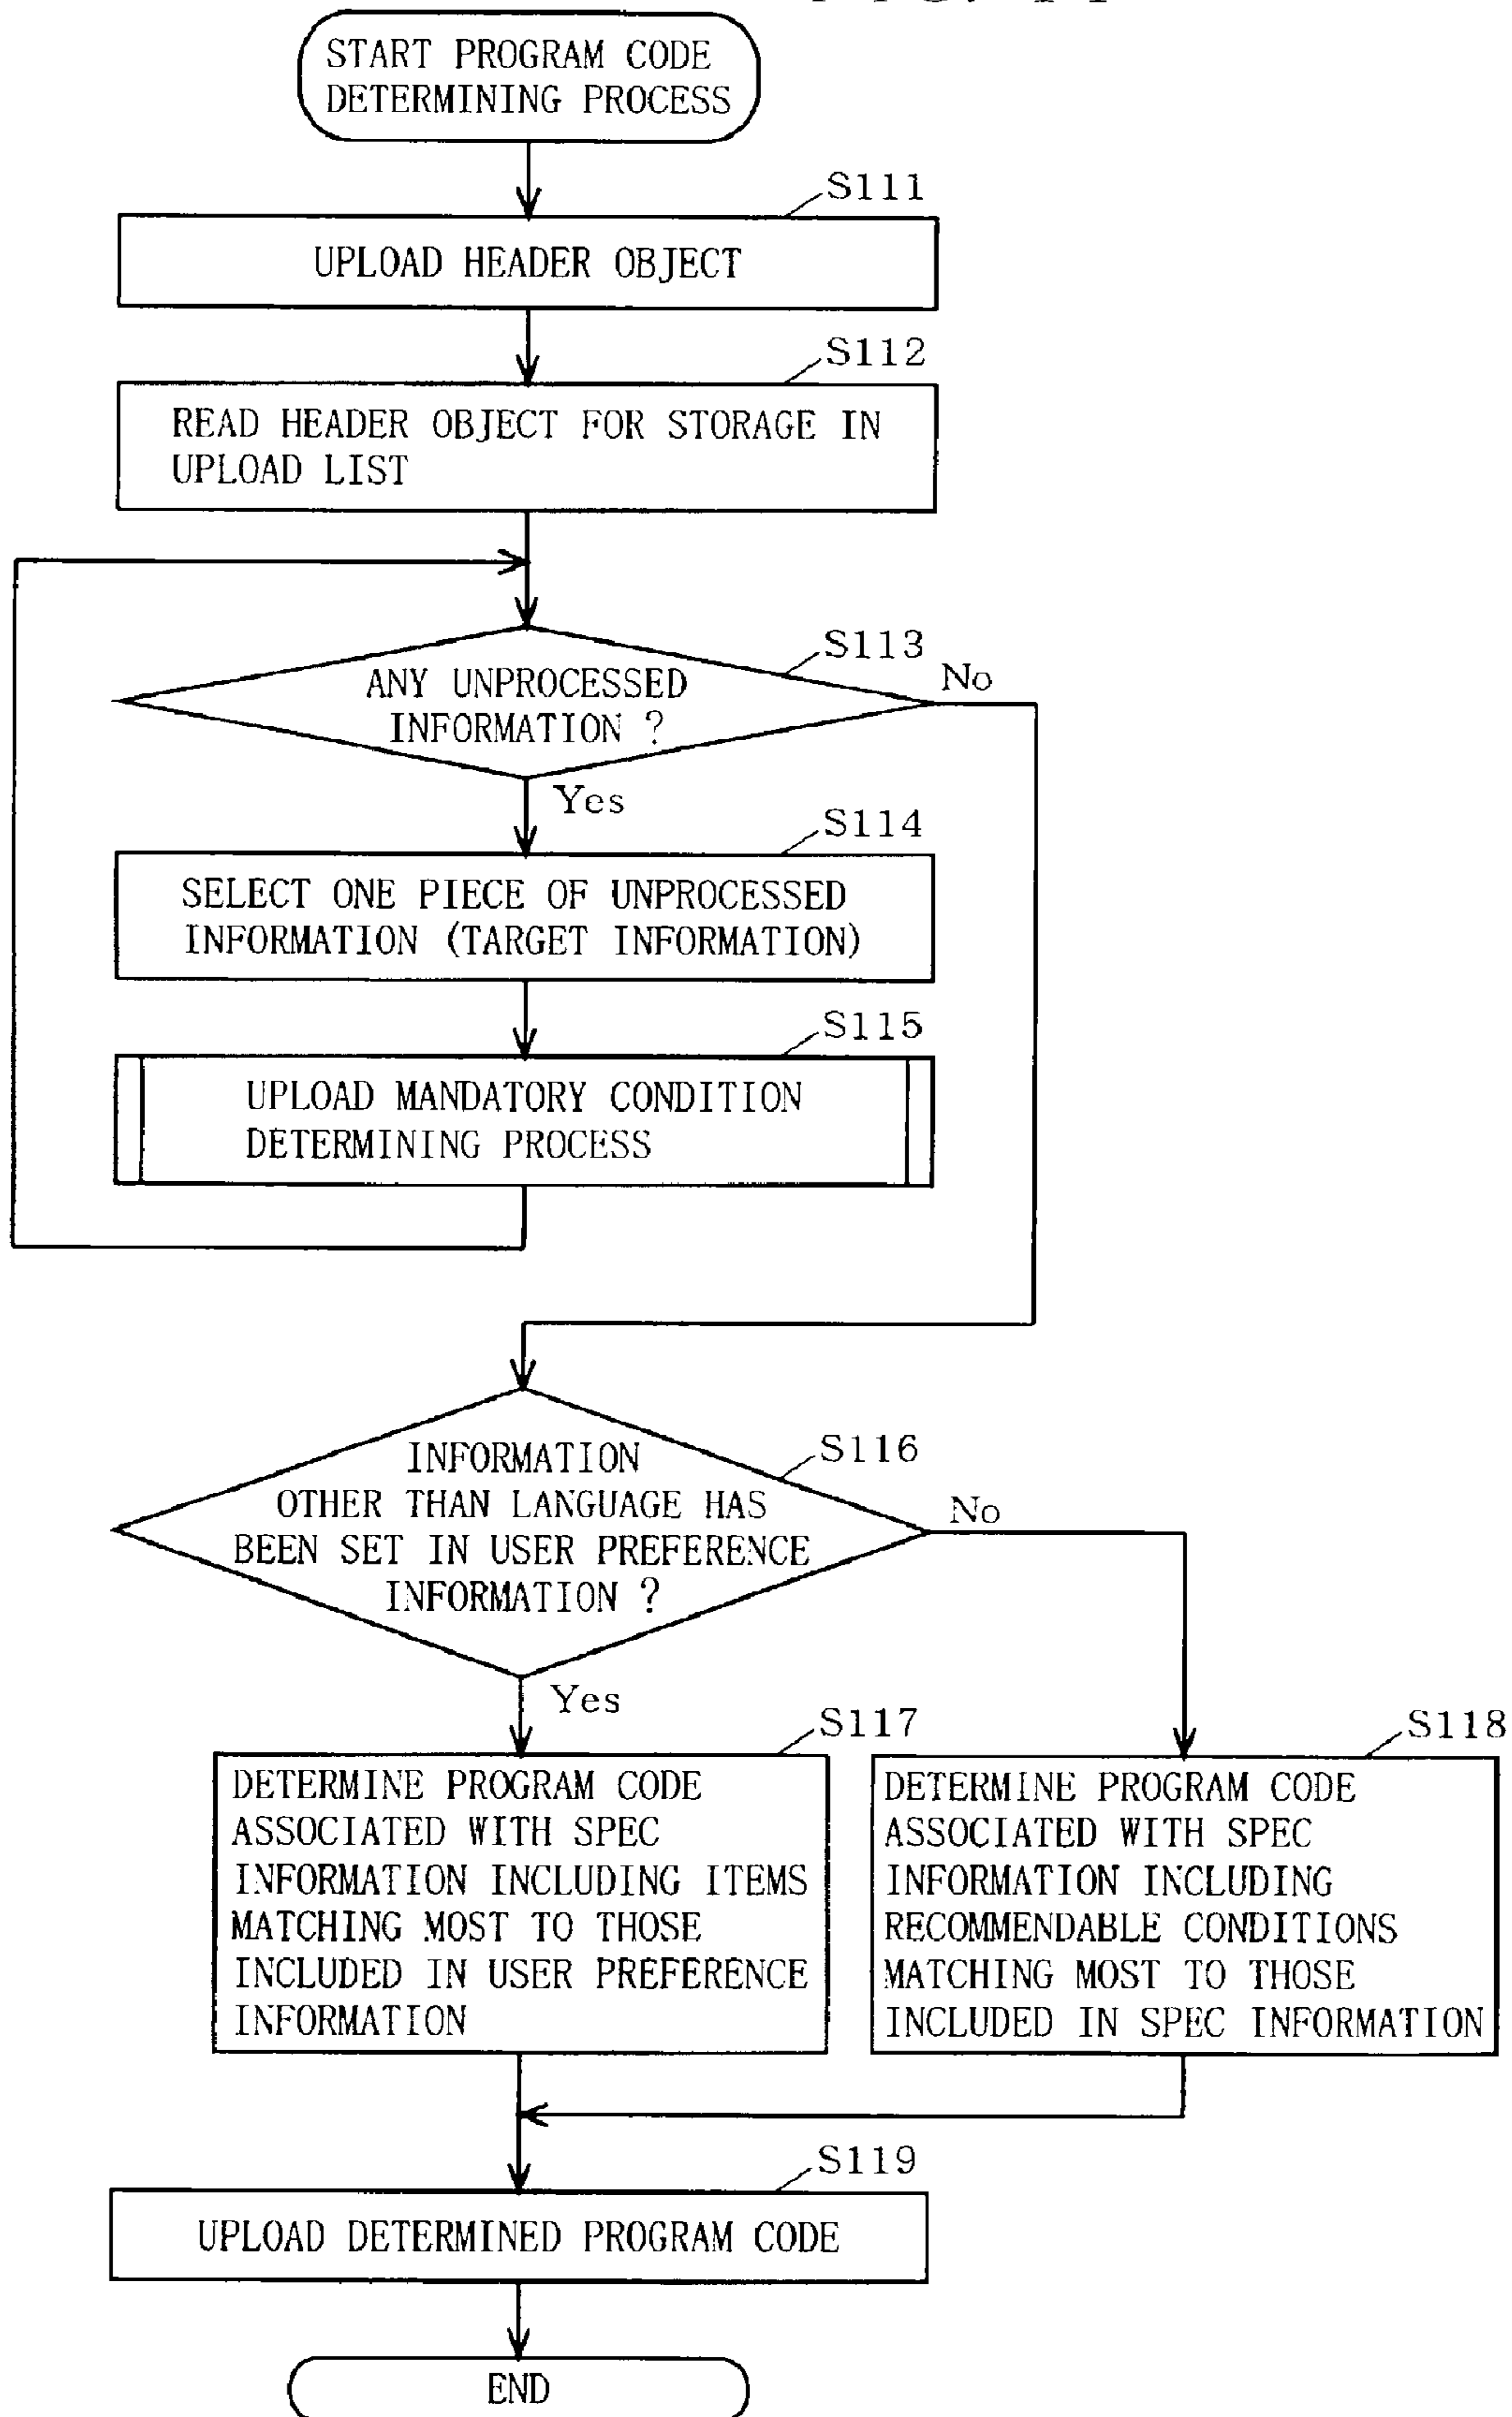 START PROGRAM CODE
DETERMINING PROCESS
S111
UPLOAD HEADER OBJECT
S112
READ HEADER OBJECT FOR STORAGE IN
UPLOAD LIST
S113
ANY UNPROCESSED
INFORMATION ?
No
Yes
S114
SELECT ONE PIECE OF UNPROCESSED
INFORMATION (TARGET INFORMATION)
S115
UPLOAD MANDATORY CONDITION
DETERMINING PROCESS
S116
INFORMATION
OTHER THAN LANGUAGE HAS
BEEN SET IN USER PREFERENCE
INFORMATION ?
No
Yes
S117
DETERMINE PROGRAM CODE
ASSOCIATED WITH SPEC
INFORMATION INCLUDING ITEMS
MATCHING MOST TO THOSE
INCLUDED IN USER PREFERENCE
INFORMATION
S118
DETERMINE PROGRAM CODE
ASSOCIATED WITH SPEC
INFORMATION INCLUDING
RECOMMENDABLE CONDITIONS
MATCHING MOST TO THOSE
INCLUDED IN SPEC INFORMATION
S119
UPLOAD DETERMINED PROGRAM CODE
END